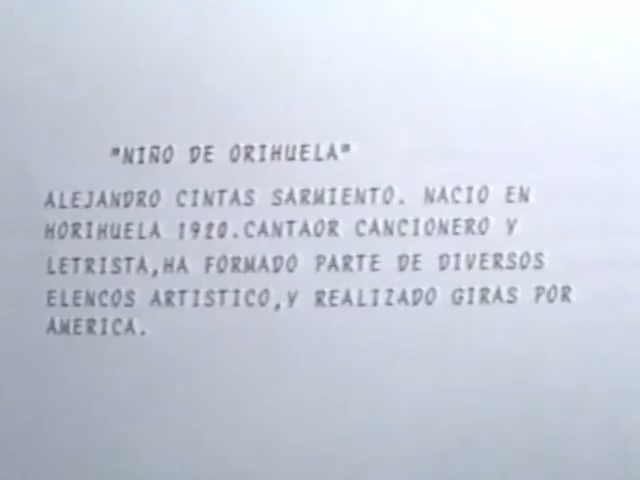 "NIÑO DE ORIHUELA"
ALEJANDRO CINTAS SARMIENTO. NACIO EN
HORIHUELA 1920.CANTAOR CANCIONERO Y
LETRISTA,HA FORMADO PARTE DE DIVERSOS
ELENCOS ARTISTICO,Y REALIZADO GIRAS POR
AMERICA.